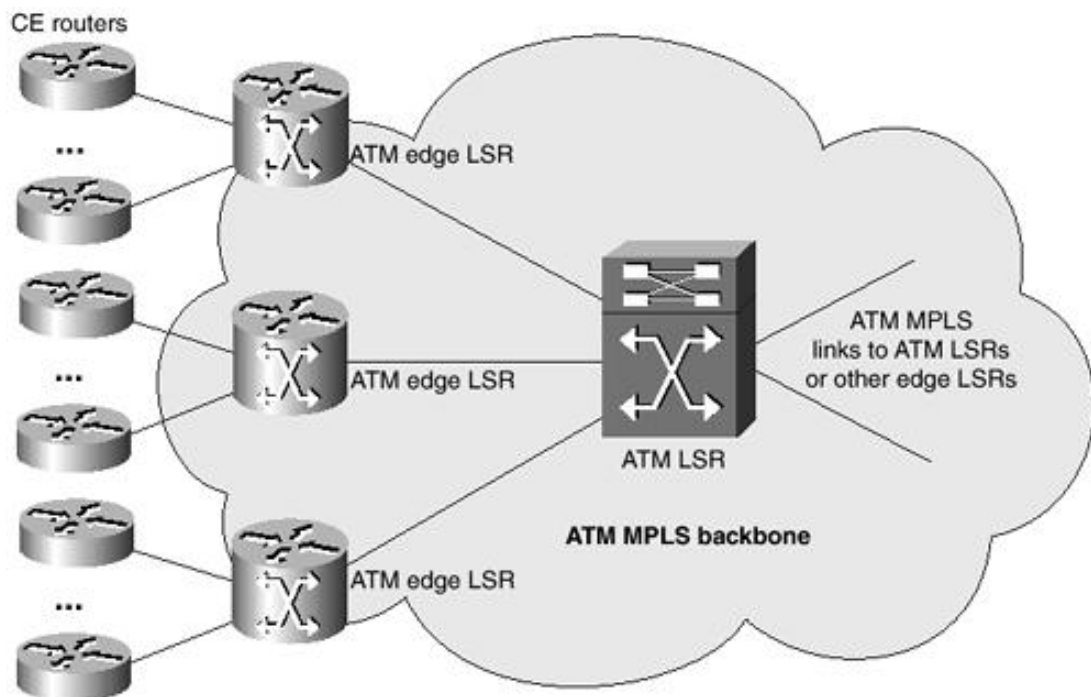 CE routers
...
ATM edge LSR
...
ATM edge LSR
...
ATM edge LSR
ATM LSR
ATM MPLS
links to ATM LSRs
or other edge LSRs
ATM MPLS backbone